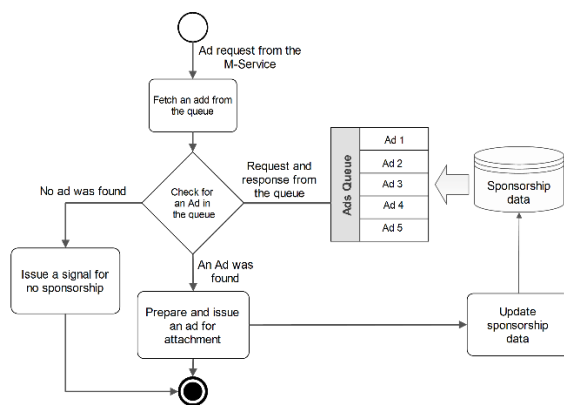 Ad request from the
M-Service
Fetch an add from
the queue
Check for
an Ad in
the queue
No ad was found
Request and
response from
the queue
Ads Queue
Ad 1
Ad 2
Ad 3
Ad 4
Ad 5
Sponsorship
data
Issue a signal for
no sponsorship
An Ad was
found
Prepare and issue
an ad for
attachment
Update
sponsorship
data